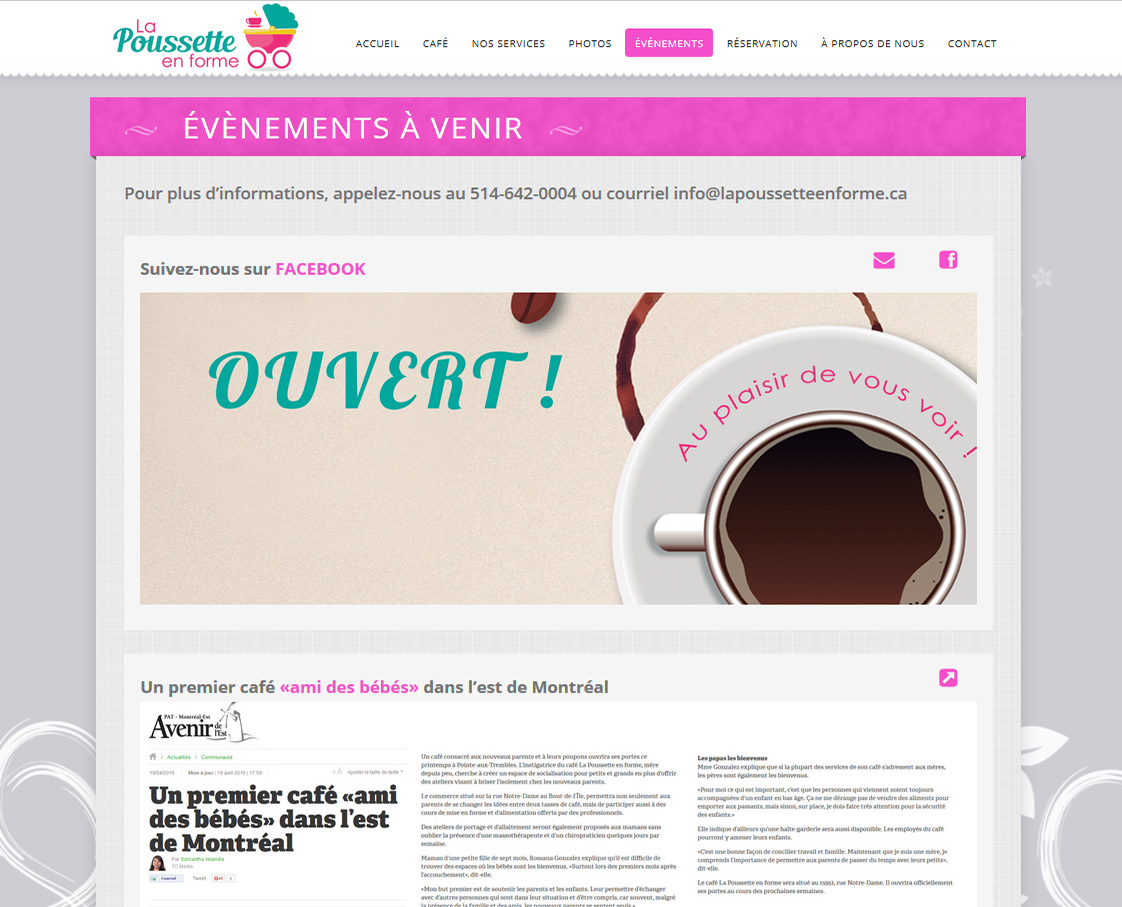 La
Poussette
en forme
ACCUEIL
CAFÉ
NOS SERVICES
PHOTOS
ÉVÉNEMENTS
RÉSERVATION
À PROPOS DE NOUS
CONTACT
ÉVÈNEMENTS À VENIR
Pour plus d'informations, appelez-nous au 514-642-0004 ou courriel info@lapoussetteenforme.ca
Suivez-nous sur FACEBOOK
OUVERT !
Au plaisir de vous voir !
Un premier café «ami des bébés» dans l'est de Montréal
PAT - Montréal-Est
Avenir de l'Est
Actualités / Communauté
19/04/2016 Mise à jour : 19 avril 2016 | 17:59
A A Ajuster la taille du texte
Un premier café «ami
des bébés» dans l'est
de Montréal
Par Samantha Velandia
TC Media
Tweet
G+1 1
Un café consacré aux nouveaux parents et à leurs poupons ouvrira ses portes ce
printemps à Pointe-aux-Trembles. L'instigatrice du café La Poussette en forme, mère
depuis peu, cherche à créer un espace de socialisation pour petits et grands en plus d'offrir
des ateliers visant à briser l'isolement chez les nouveaux parents.
Le commerce situé sur la rue Notre-Dame au Bout-de-l'Île, permettra non seulement aux
parents de se changer les idées entre deux tasses de café, mais de participer aussi à des
cours de mise en forme et d'alimentation offerts par des professionnels.
Des ateliers de portage et d'allaitement seront également proposés aux mamans sans
oublier la présence d'une massothérapeute et d'un chiropraticien quelques jours par
semaine.
Maman d'une petite fille de sept mois, Rossana Gonzalez explique qu'il est difficile de
trouver des espaces où les bébés sont les bienvenus. «Surtout lors des premiers mois après
l'accouchement», dit-elle.
«Mon but premier est de soutenir les parents et les enfants. Leur permettre d'échanger
avec d'autres personnes qui sont dans leur situation et d'être compris, car souvent, malgré
la présence de la famille et des amis, les nouveaux parents se sentent seuls.»
Les papas les bienvenus
Mme Gonzalez explique que si la plupart des services de son café s'adressent aux mères,
les pères sont également les bienvenus.
«Pour moi ce qui est important, c'est que les personnes qui viennent soient toujours
accompagnées d'un enfant en bas âge. Ça ne me dérange pas de vendre des aliments pour
emporter aux passants, mais sinon, sur place, je dois faire très attention pour la sécurité
des enfants.»
Elle indique d'ailleurs qu'une halte-garderie sera aussi disponible. Les employés du café
pourront y amener leurs enfants.
«C'est une bonne façon de concilier travail et famille. Maintenant que je suis une mère, je
comprends l'importance de permettre aux parents de passer du temps avec leurs petits»,
dit-elle.
Le café La Poussette en forme sera situé au 15951, rue Notre-Dame. Il ouvrira officiellement
ses portes au cours des prochaines semaines.